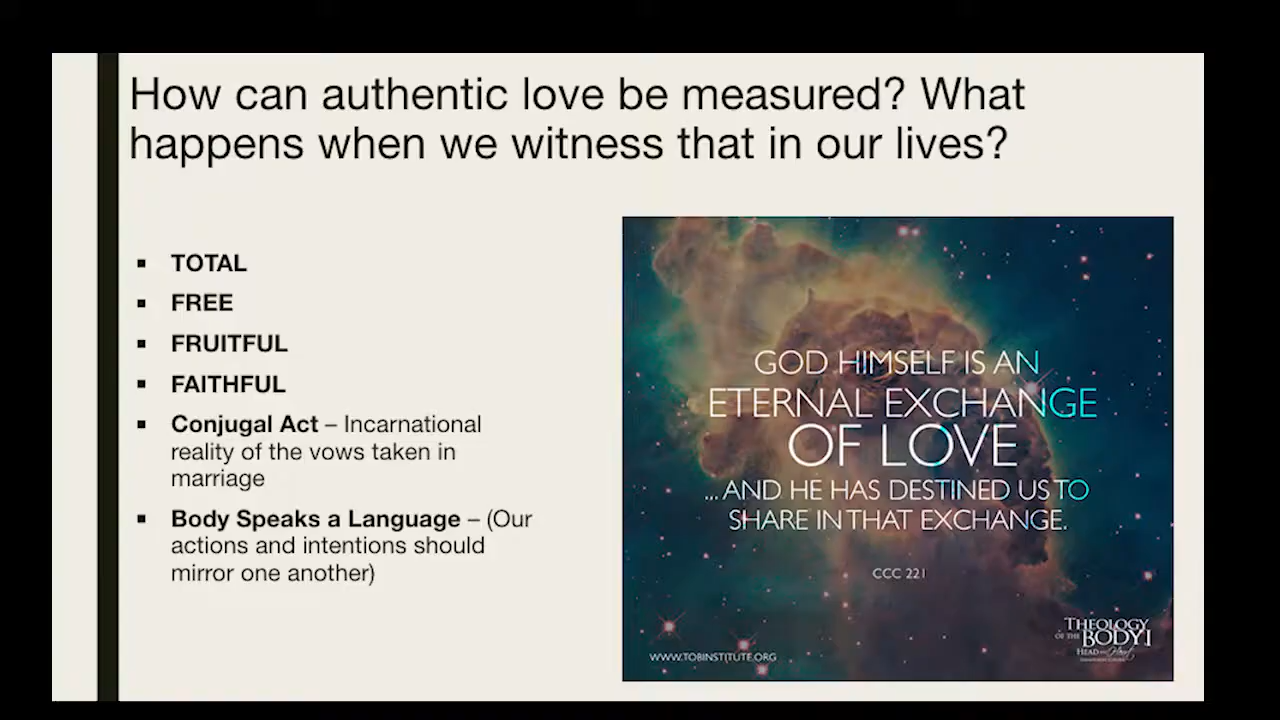 How can authentic love be measured? What
happens when we witness that in our lives?
▪ TOTAL
▪ FREE
▪ FRUITFUL
▪ FAITHFUL
▪ Conjugal Act – Incarnational
reality of the vows taken in
marriage
▪ Body Speaks a Language – (Our
actions and intentions should
mirror one another)
GOD HIMSELF IS AN
ETERNAL EXCHANGE
OF LOVE
...AND HE HAS DESTINED US TO
SHARE IN THAT EXCHANGE.
CCC 221
WWW.TOBINSTITUTE.ORG
THEOLOGY
OF THE BODY I
HEAD and Heart